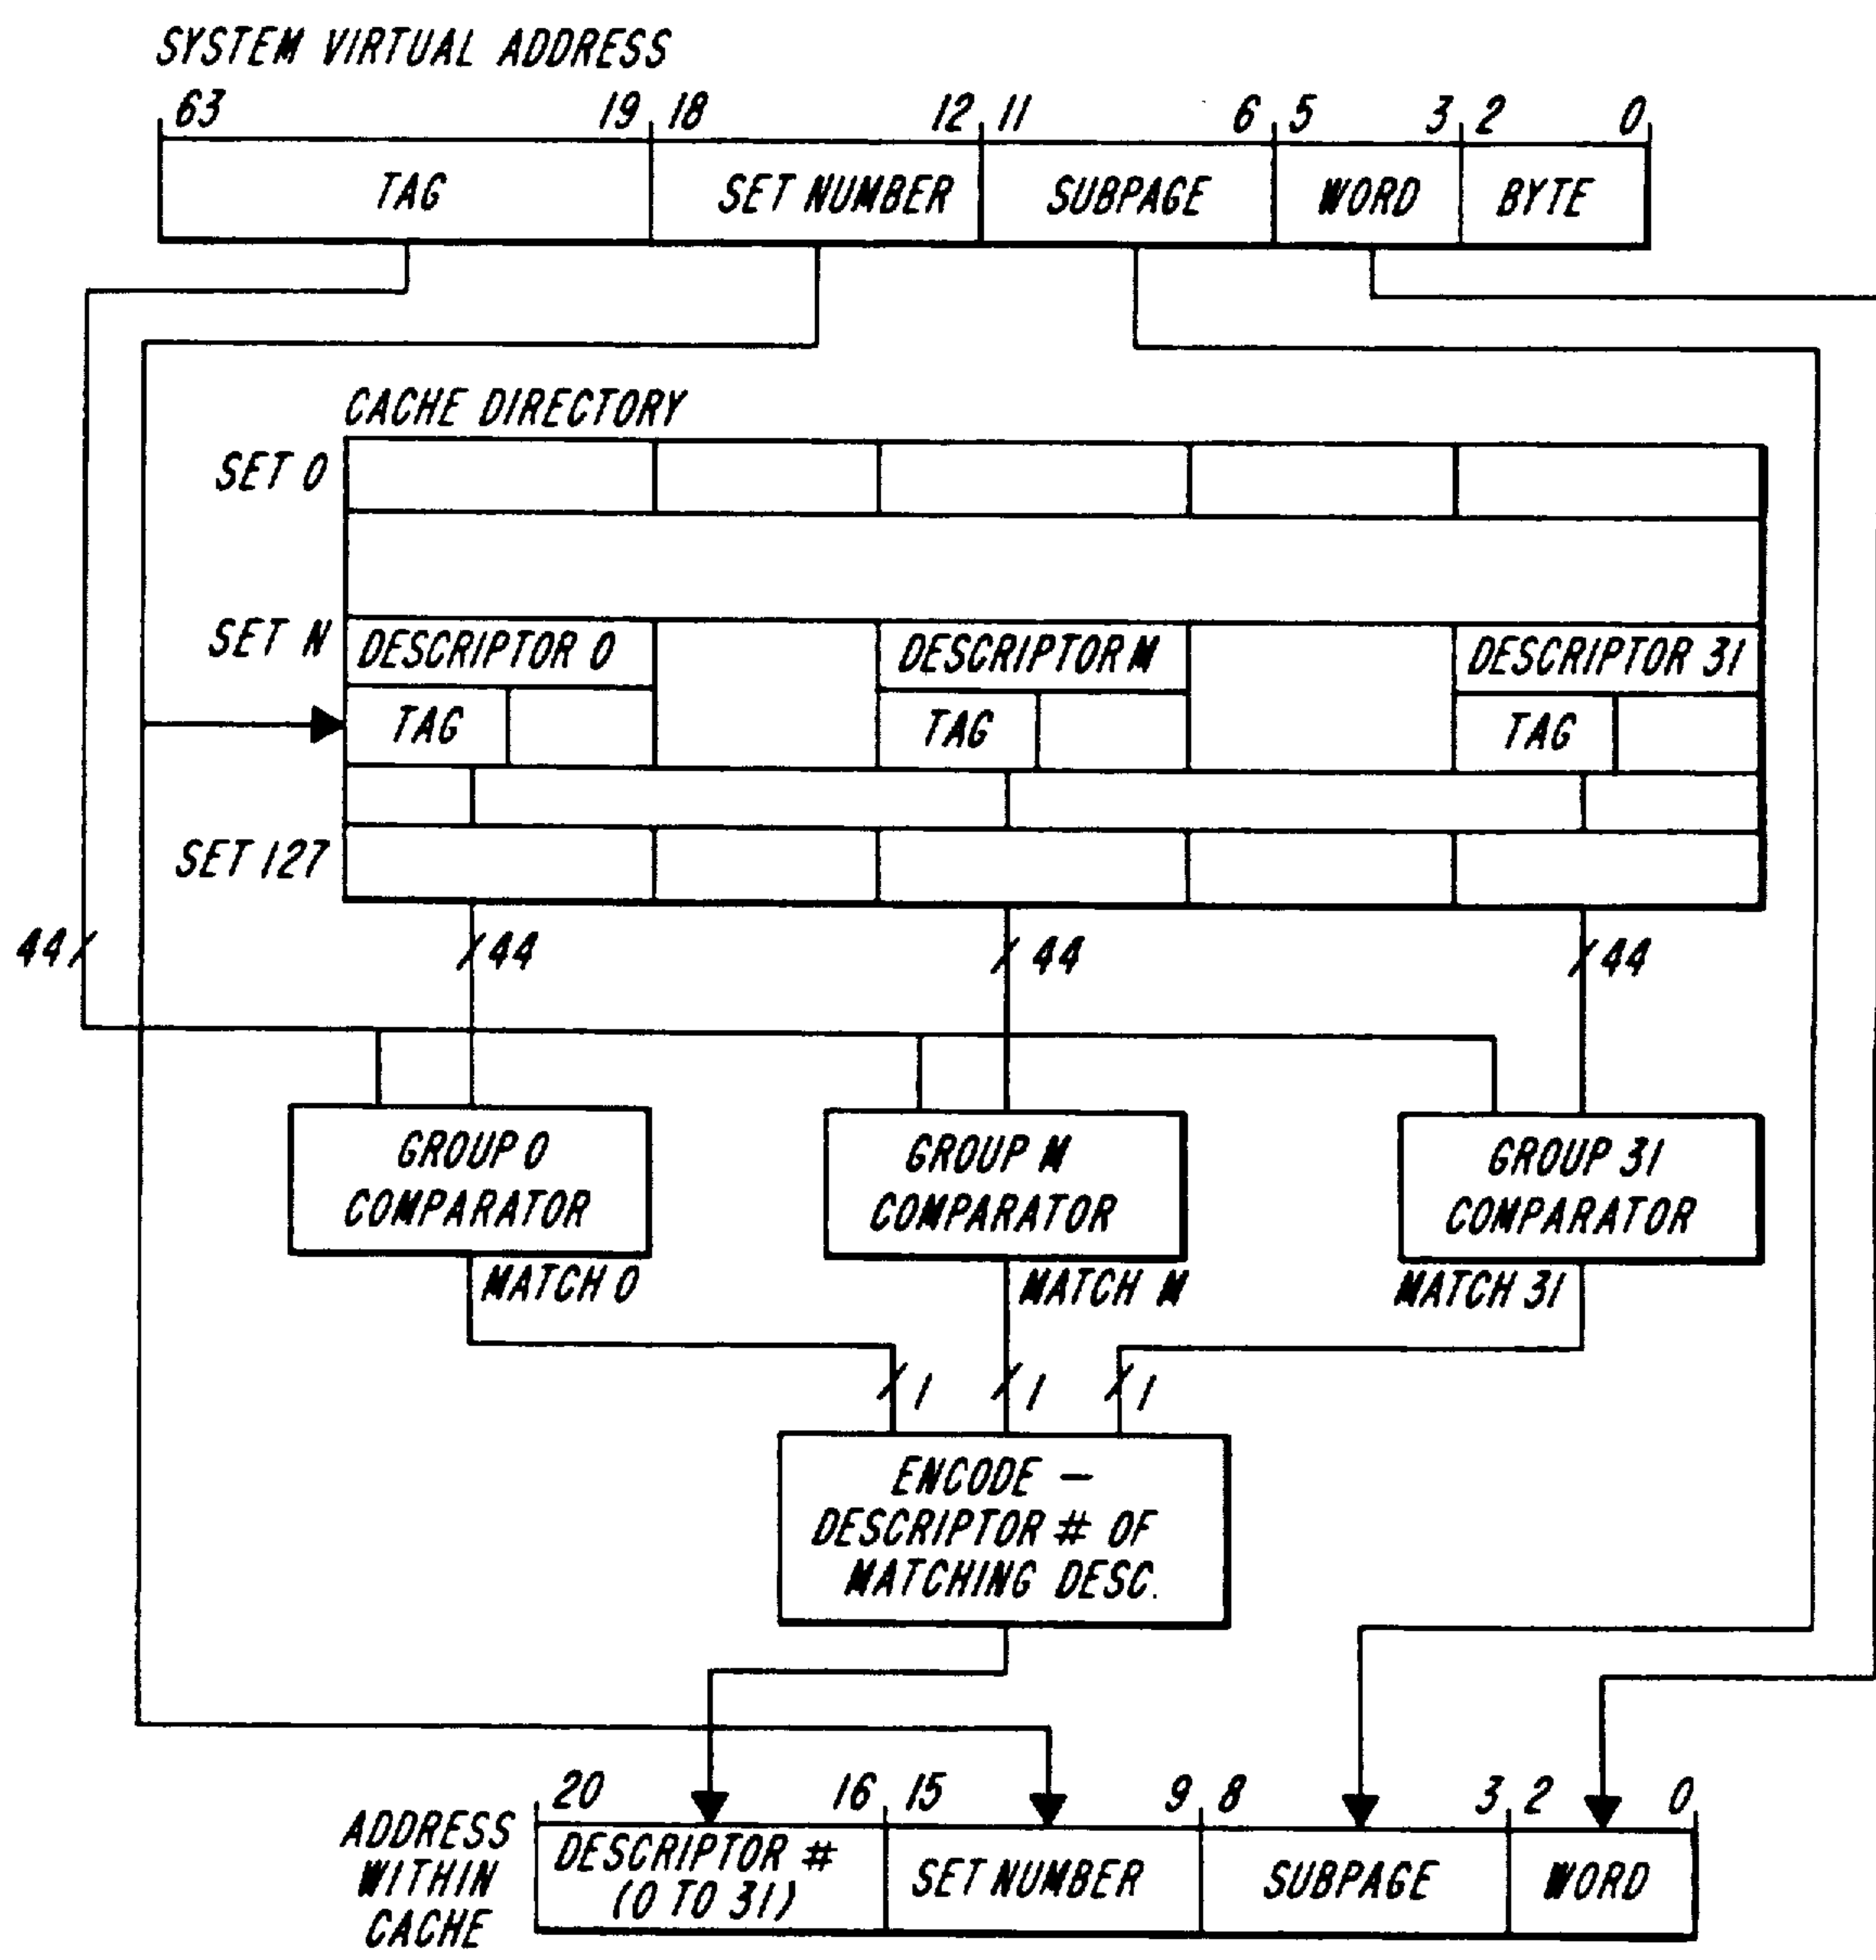 SYSTEM VIRTUAL ADDRESS
63 19 18 12 11 6 5 3 2 0
TAG SET NUMBER SUBPAGE WORD BYTE
CACHE DIRECTORY
SET 0
SET N
DESCRIPTOR 0 DESCRIPTOR M DESCRIPTOR 31
TAG TAG TAG
SET 127
44 44 44 44
GROUP 0
COMPARATOR
GROUP M
COMPARATOR
GROUP 31
COMPARATOR
MATCH 0 MATCH M MATCH 31
1 1 1
ENCODE —
DESCRIPTOR # OF
MATCHING DESC.
20 16 15 9 8 3 2 0
ADDRESS
WITHIN
CACHE
DESCRIPTOR #
(0 TO 31)
SET NUMBER SUBPAGE WORD